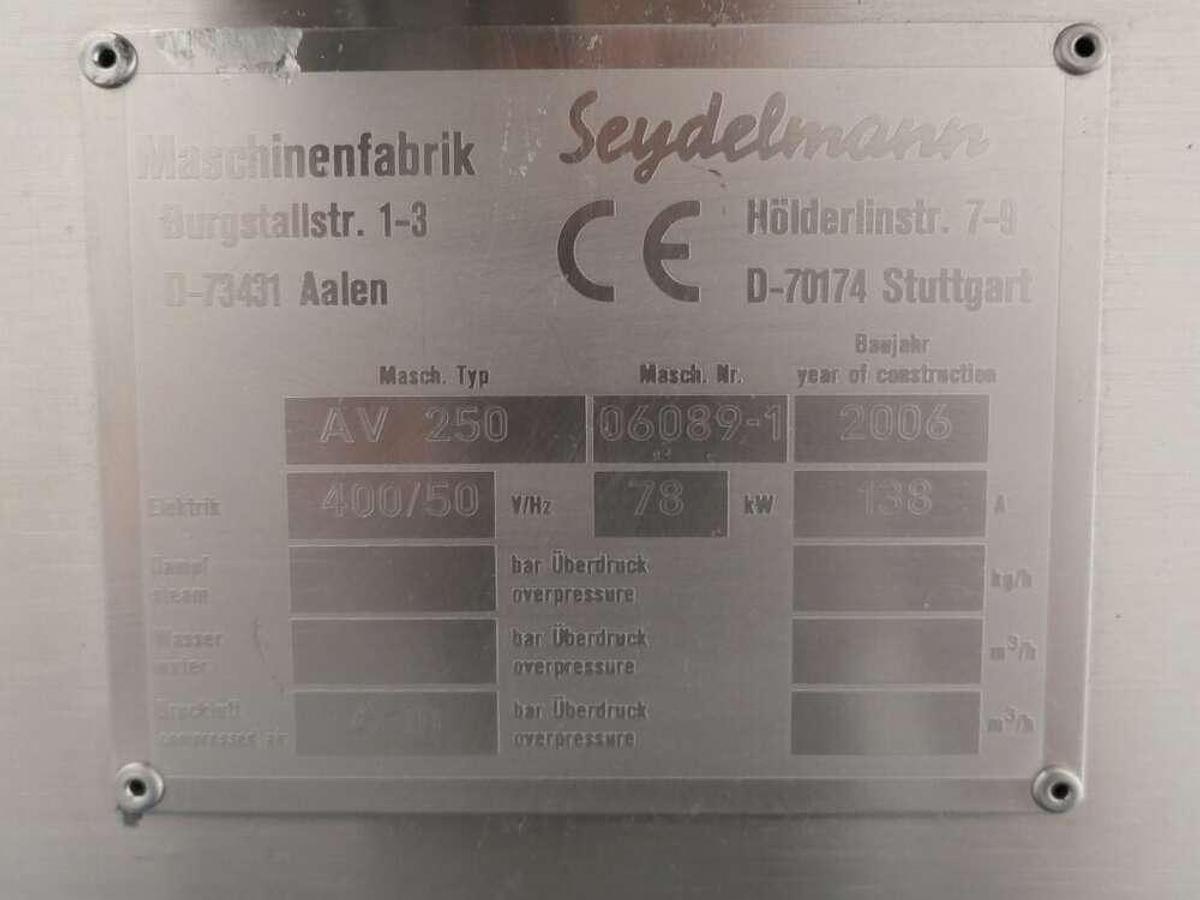 Maschinenfabrik Seydelmann
Burgstallstr. 1-3 CE Hölderlinstr. 7-9
D-73431 Aalen D-70174 Stuttgart
Baujahr
Masch. Typ Masch. Nr. year of construction
AV 250 06089-1 2006
Elektrik 400/50 V/Hz 78 kW 138 A
Dampf bar Überdruck kg/h
steam overpressure
Wasser bar Überdruck m³/h
water overpressure
bar Überdruck m³/h
air overpressure